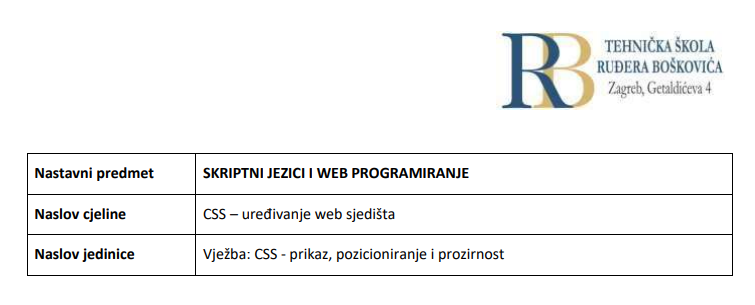 TEHNIČKA ŠKOLA
RUĐERA BOŠKOVIĆA
Zagreb, Getaldićeva 4
Nastavni predmet SKRIPTNI JEZICI I WEB PROGRAMIRANJE
Naslov cjeline CSS – uređivanje web sjedišta
Naslov jedinice Vježba: CSS - prikaz, pozicioniranje i prozirnost